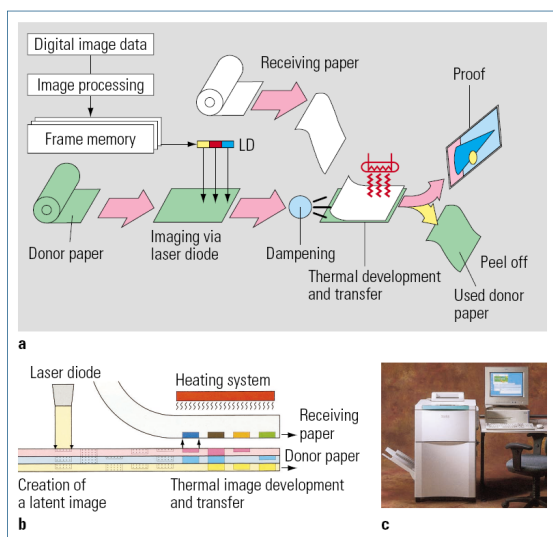 Digital image data
Image processing
Frame memory
LD
Receiving paper
Proof
Donor paper
Imaging via
laser diode
Dampening
Thermal development
and transfer
Peel off
Used donor
paper
a
Laser diode
Heating system
Receiving
paper
Donor paper
Creation of
a latent image
Thermal image development
and transfer
b
c